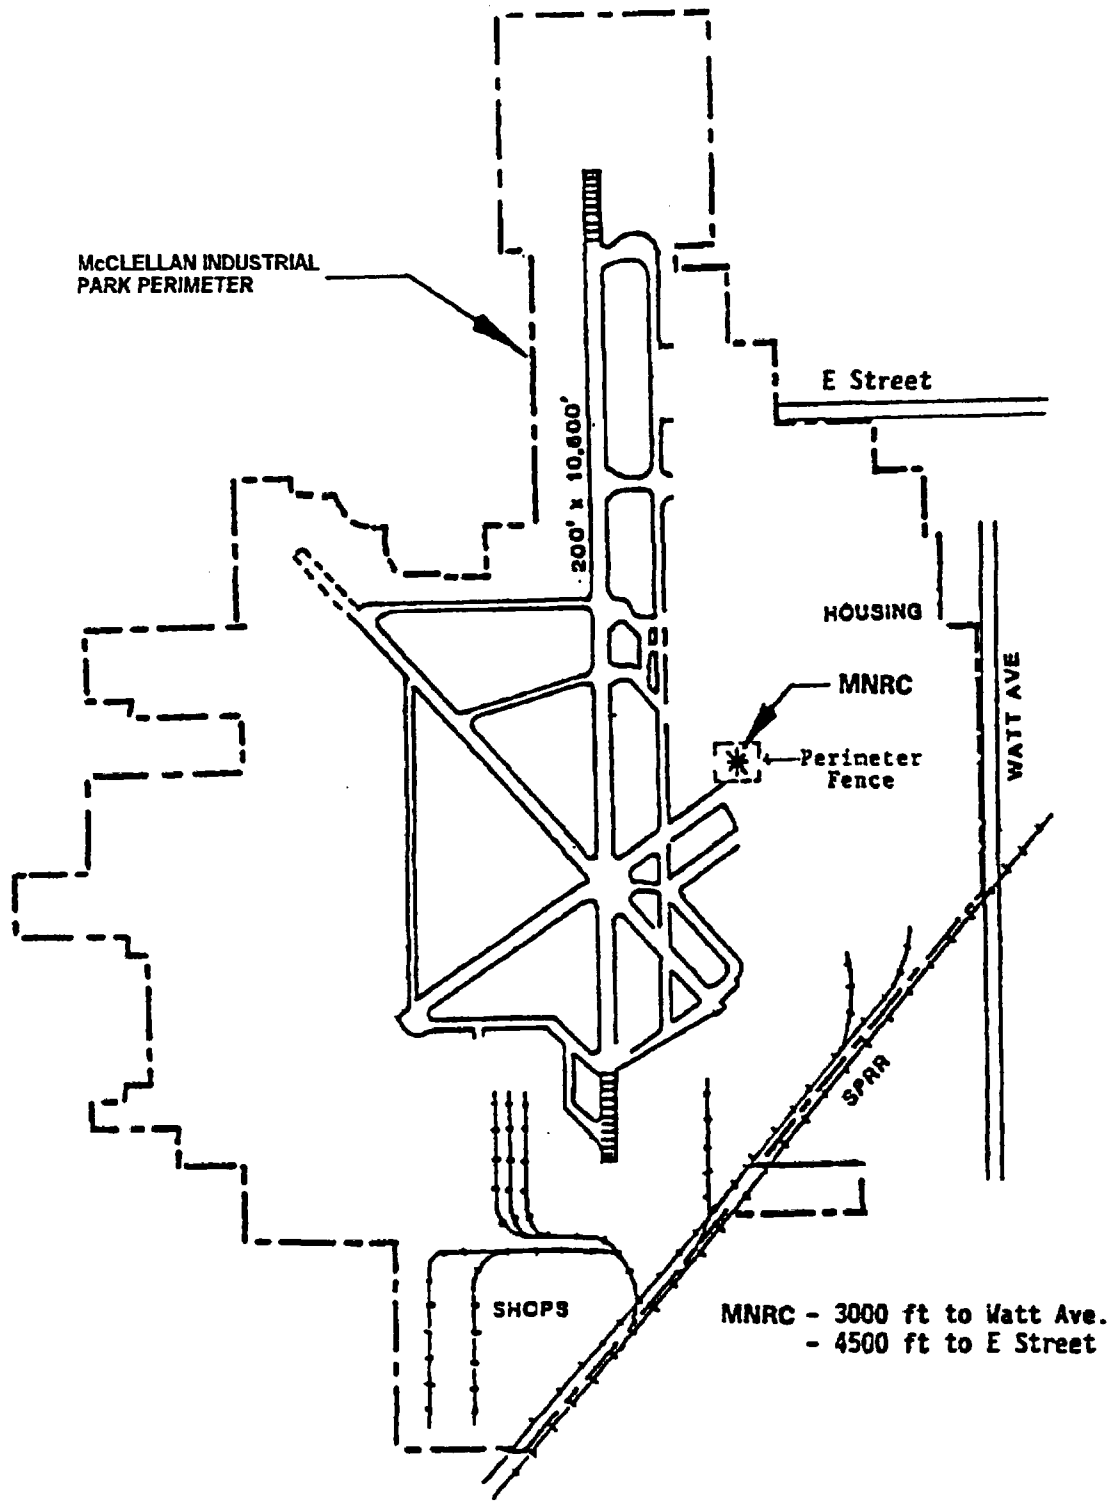 McCLELLAN INDUSTRIAL
PARK PERIMETER
E Street
200' x 10,600'
HOUSING
MNRC
WATT AVE
Perimeter
Fence
SPRR
SHOPS
MNRC - 3000 ft to Watt Ave.
- 4500 ft to E Street